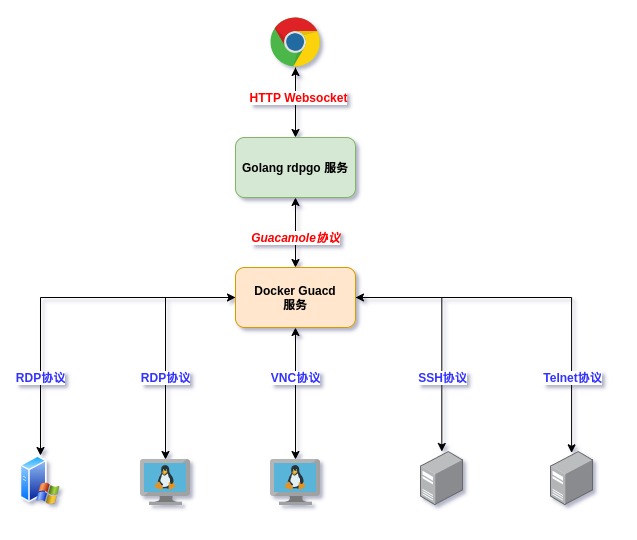 HTTP Websocket
Golang rdpgo 服务
Guacamole协议
Docker Guacd
服务
RDP协议
RDP协议
VNC协议
SSH协议
Telnet协议